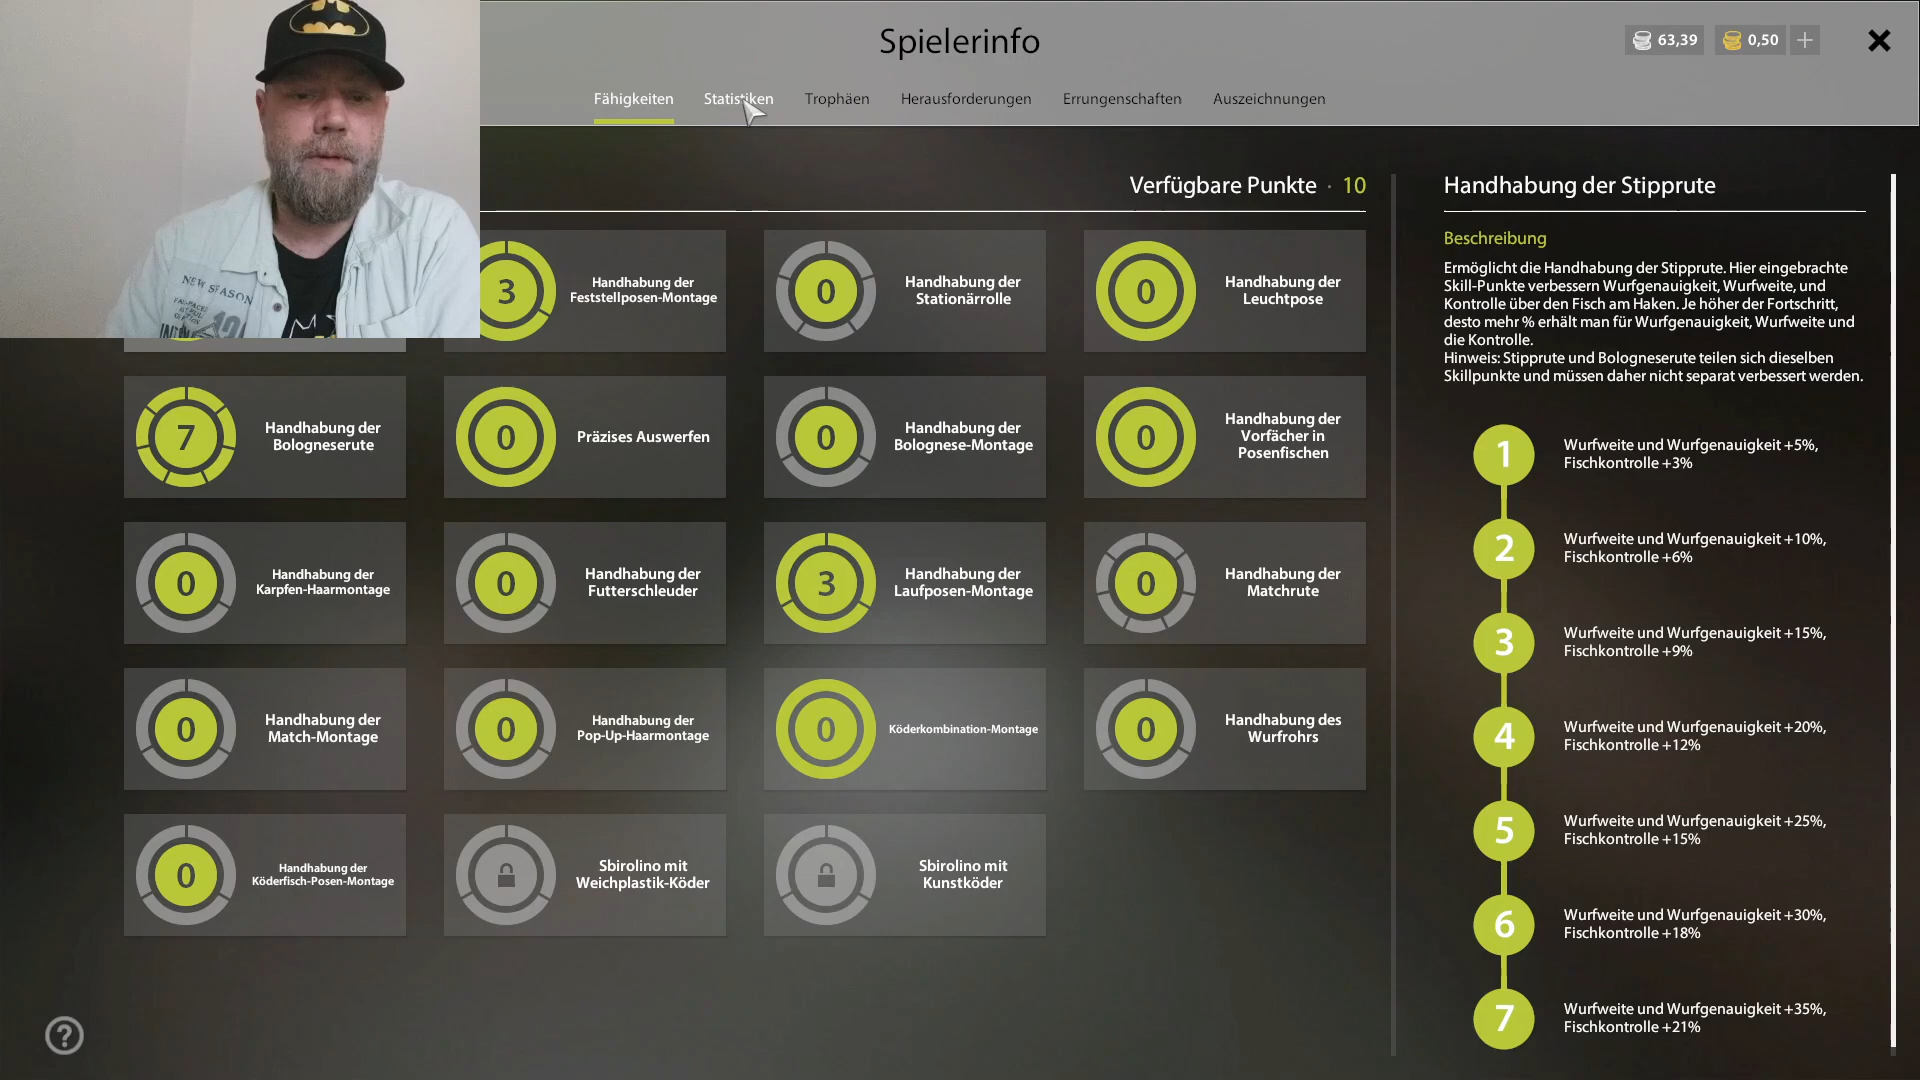 Spielerinfo
63,39
0,50
Fähigkeiten
Statistiken
Trophäen
Herausforderungen
Errungenschaften
Auszeichnungen
NEW SEASON
Verfügbare Punkte · 10
3
Handhabung der
Feststellposen-Montage
0
Handhabung der
Stationärrolle
0
Handhabung der
Leuchtpose
7
Handhabung der
Bologneserute
0
Präzises Auswerfen
0
Handhabung der
Bolognese-Montage
0
Handhabung der
Vorfächer in
Posenfischen
0
Handhabung der
Karpfen-Haarmontage
0
Handhabung der
Futterschleuder
3
Handhabung der
Laufposen-Montage
0
Handhabung der
Matchrute
0
Handhabung der
Match-Montage
0
Handhabung der
Pop-Up-Haarmontage
0
Köderkombination-Montage
0
Handhabung des
Wurfrohrs
0
Handhabung der
Köderfisch-Posen-Montage
Sbirolino mit
Weichplastik-Köder
Sbirolino mit
Kunstköder
Handhabung der Stipprute
Beschreibung
Ermöglicht die Handhabung der Stipprute. Hier eingebrachte
Skill-Punkte verbessern Wurfgenauigkeit, Wurfweite, und
Kontrolle über den Fisch am Haken. Je höher der Fortschritt,
desto mehr % erhält man für Wurfgenauigkeit, Wurfweite und
die Kontrolle.
Hinweis: Stipprute und Bologneserute teilen sich dieselben
Skillpunkte und müssen daher nicht separat verbessert werden.
1
Wurfweite und Wurfgenauigkeit +5%,
Fischkontrolle +3%
2
Wurfweite und Wurfgenauigkeit +10%,
Fischkontrolle +6%
3
Wurfweite und Wurfgenauigkeit +15%,
Fischkontrolle +9%
4
Wurfweite und Wurfgenauigkeit +20%,
Fischkontrolle +12%
5
Wurfweite und Wurfgenauigkeit +25%,
Fischkontrolle +15%
6
Wurfweite und Wurfgenauigkeit +30%,
Fischkontrolle +18%
7
Wurfweite und Wurfgenauigkeit +35%,
Fischkontrolle +21%
?